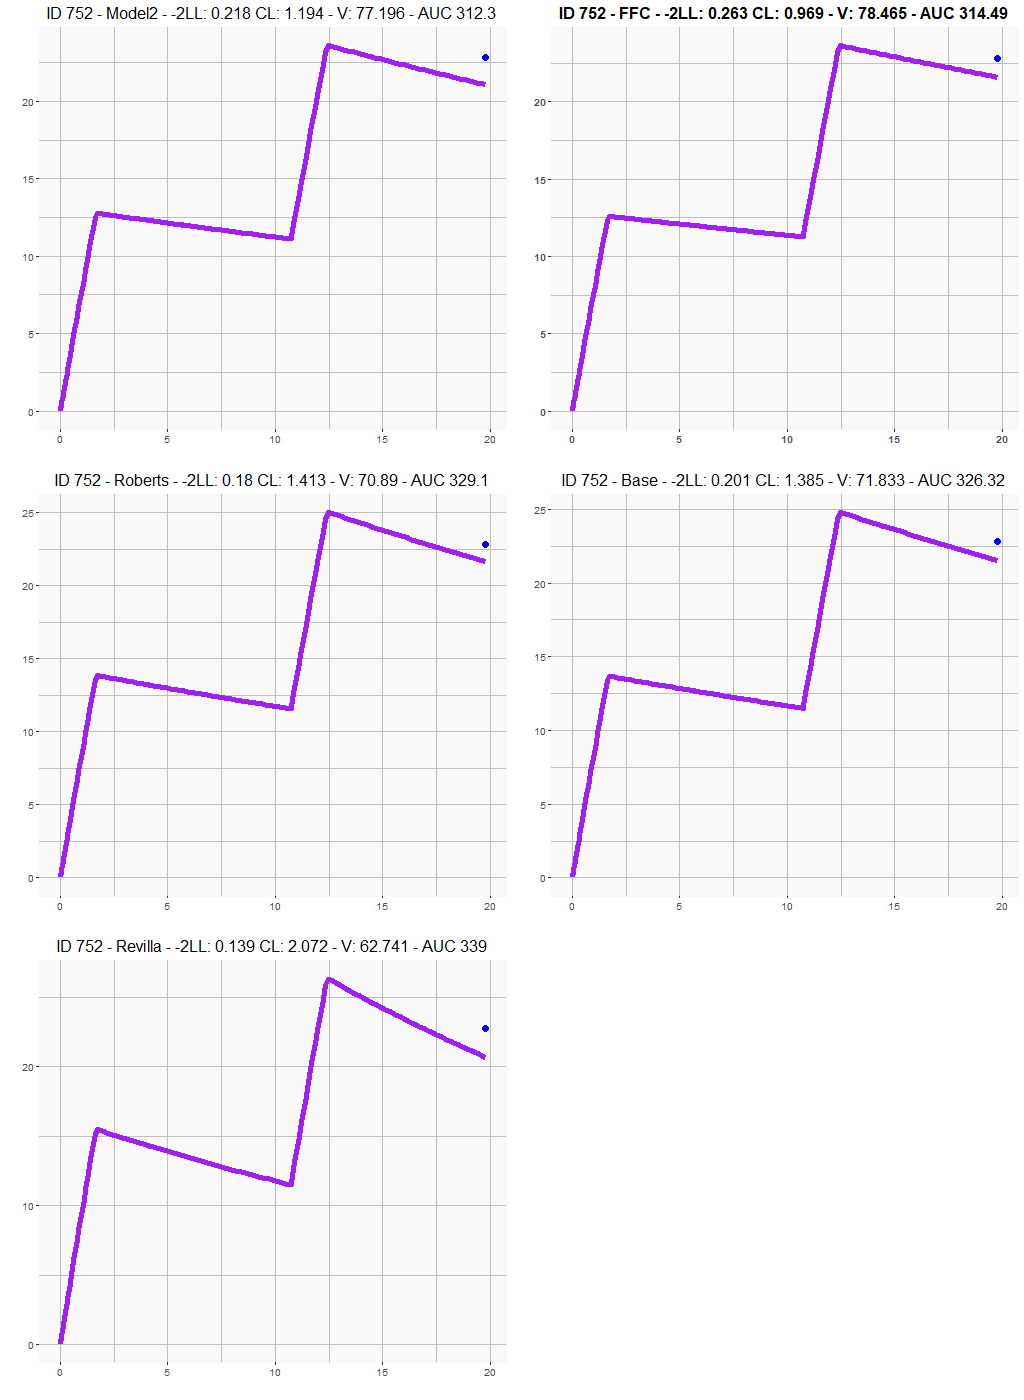 ID 752 - Model2 - -2LL: 0.218 CL: 1.194 - V: 77.196 - AUC 312.3
20
15
10
5
0
0 5 10 15 20
ID 752 - FFC - -2LL: 0.263 CL: 0.969 - V: 78.465 - AUC 314.49
20
15
10
5
0
0 5 10 15 20
ID 752 - Roberts - -2LL: 0.18 CL: 1.413 - V: 70.89 - AUC 329.1
25
20
15
10
5
0
0 5 10 15 20
ID 752 - Base - -2LL: 0.201 CL: 1.385 - V: 71.833 - AUC 326.32
25
20
15
10
5
0
0 5 10 15 20
ID 752 - Revilla - -2LL: 0.139 CL: 2.072 - V: 62.741 - AUC 339
20
10
0
0 5 10 15 20